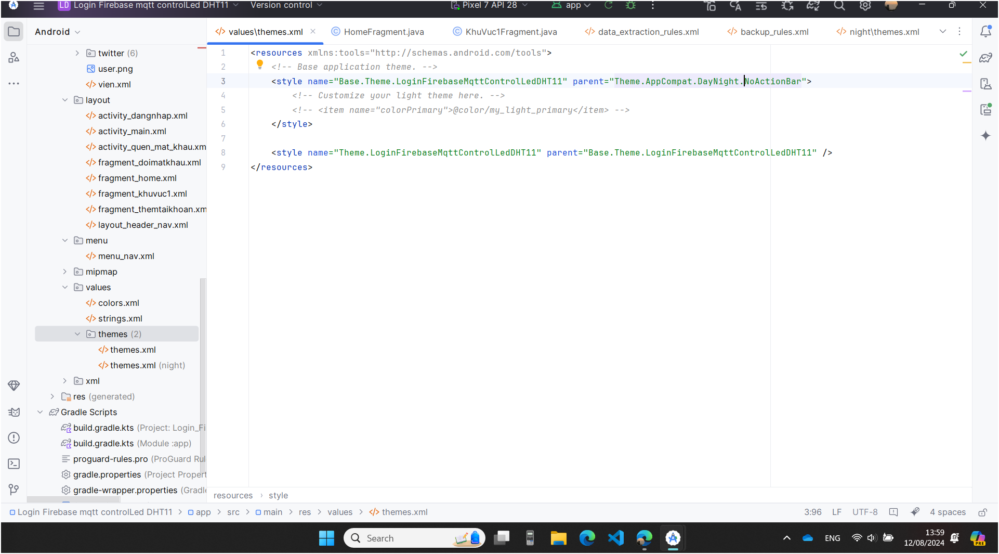 LD Login Firebase mqtt controlLed DHT11 Version control Pixel 7 API 28 app
Android
values\themes.xml HomeFragment.java KhuVuc1Fragment.java data_extraction_rules.xml backup_rules.xml night\themes.xml
twitter (6)
user.png
vien.xml
layout
activity_dangnhap.xml
activity_main.xml
activity_quen_mat_khau.xm
fragment_doimatkhau.xml
fragment_home.xml
fragment_khuvuc1.xml
fragment_themtaikhoan.xm
layout_header_nav.xml
menu
menu_nav.xml
mipmap
values
colors.xml
strings.xml
themes (2)
themes.xml
themes.xml (night)
xml
res (generated)
Gradle Scripts
build.gradle.kts (Project: Login_Fi
build.gradle.kts (Module :app)
proguard-rules.pro (ProGuard Rul
gradle.properties (Project Propert
gradle-wrapper.properties (Gradle
1 <resources xmlns:tools="http://schemas.android.com/tools">
2 <!-- Base application theme. -->
3 <style name="Base.Theme.LoginFirebaseMqttControlLedDHT11" parent="Theme.AppCompat.DayNight.NoActionBar">
4 <!-- Customize your light theme here. -->
5 <!-- <item name="colorPrimary">@color/my_light_primary</item> -->
6 </style>
7
8 <style name="Theme.LoginFirebaseMqttControlLedDHT11" parent="Base.Theme.LoginFirebaseMqttControlLedDHT11" />
9 </resources>
resources › style
Login Firebase mqtt controlLed DHT11 > app > src > main > res > values > themes.xml 3:96 LF UTF-8 4 spaces
Search ENG 13:59
12/08/2024
PRE